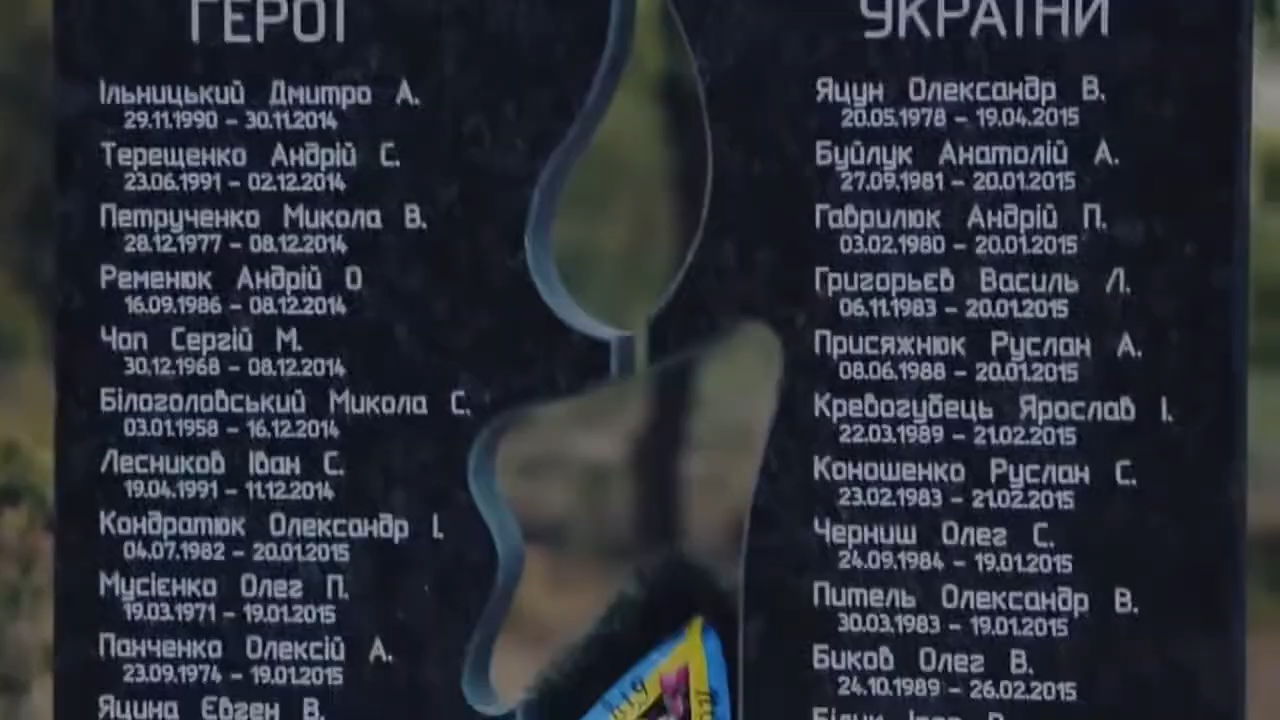 ГЕРОЇ
Ільницький Дмитро А.
29.11.1990 – 30.11.2014
Терещенко Андрій С.
23.06.1991 – 02.12.2014
Петрученко Микола В.
28.12.1977 – 08.12.2014
Ременюк Андрій О
16.09.1986 – 08.12.2014
Чоп Сергій М.
30.12.1968 – 08.12.2014
Білоголовський Микола С.
03.01.1958 – 16.12.2014
Лесников Іван С.
19.04.1991 – 11.12.2014
Кондратюк Олександр І.
04.07.1982 – 20.01.2015
Мусієнко Олег П.
19.03.1971 – 19.01.2015
Панченко Олексій А.
23.09.1974 – 19.01.2015
Яцина Євген В.
УКРАЇНИ
Яцун Олександр В.
20.05.1978 – 19.04.2015
Буйлук Анатолій А.
27.09.1981 – 20.01.2015
Гаврилюк Андрій П.
03.02.1980 – 20.01.2015
Григорьєв Василь Л.
06.11.1983 – 20.01.2015
Присяжнюк Руслан А.
08.06.1988 – 20.01.2015
Кревогубець Ярослав І.
22.03.1989 – 21.02.2015
Коношенко Руслан С.
23.02.1983 – 21.02.2015
Черниш Олег С.
24.09.1984 – 19.01.2015
Питель Олександр В.
30.03.1983 – 19.01.2015
Биков Олег В.
24.10.1989 – 26.02.2015